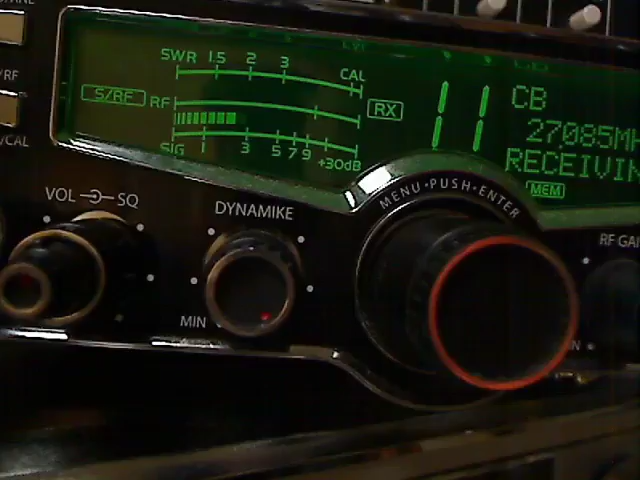 SWR 1.5 2 3 CAL
S/RF RF RX
SIG 1 3 5 7 9 +30dB
11
CB
27085MH
RECEIVIN
MEM
/RF
/CAL
VOL SQ
DYNAMIKE
MIN
MENU•PUSH•ENTER
RF GAI